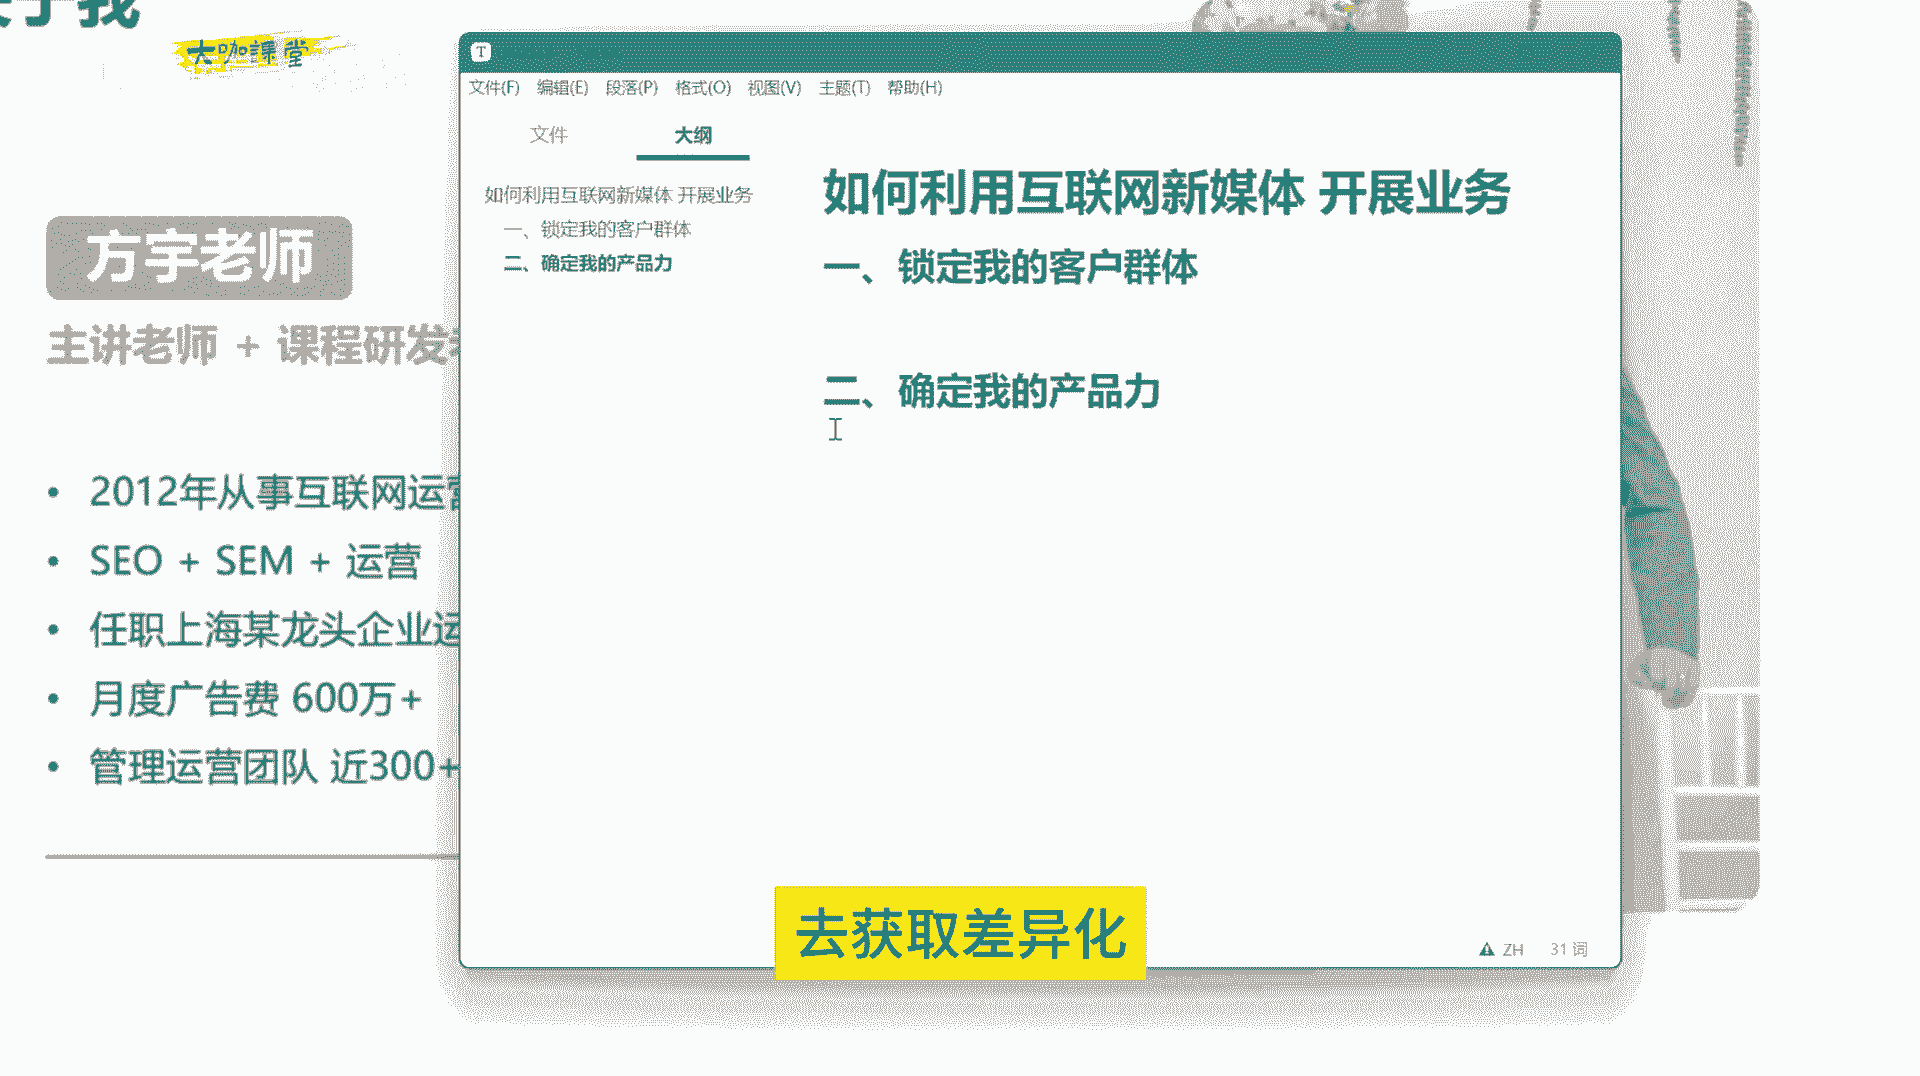 于我
大咖課堂
方宇老师
主讲老师 + 课程研发
2012年从事互联网运营
SEO + SEM + 运营
任职上海某龙头企业运
月度广告费 600万+
管理运营团队 近300+
T
文件(F) 编辑(E) 段落(P) 格式(O) 视图(V) 主题(T) 帮助(H)
文件 大纲
如何利用互联网新媒体 开展业务
一、锁定我的客户群体
二、确定我的产品力
如何利用互联网新媒体 开展业务
一、锁定我的客户群体
二、确定我的产品力
去获取差异化
ZH 31 词